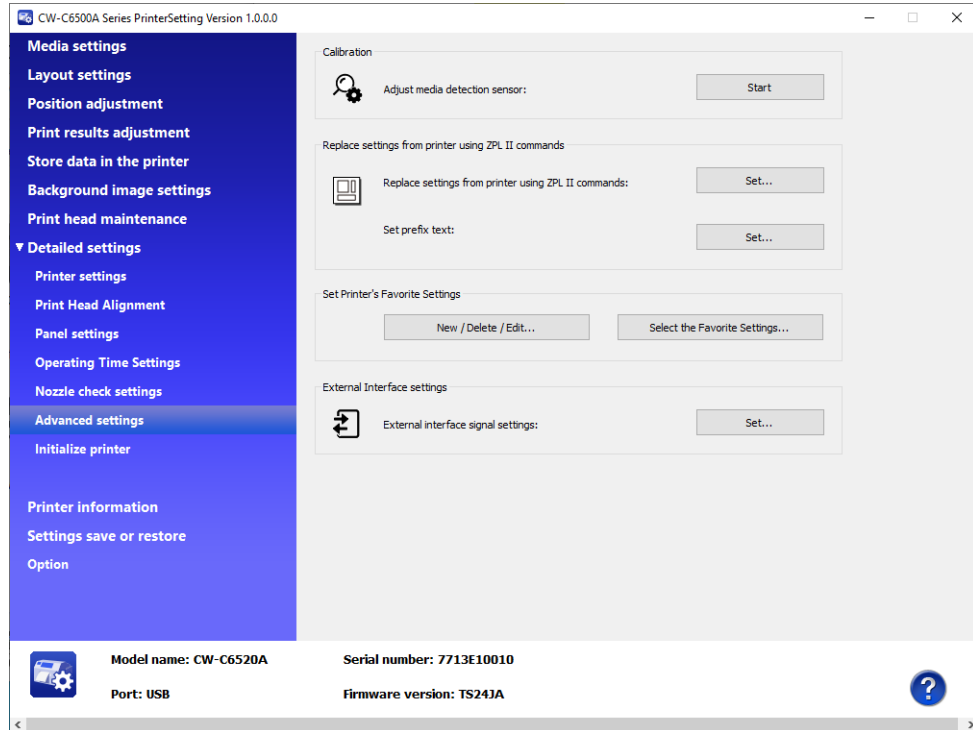 CW-C6500A Series PrinterSetting Version 1.0.0.0
Media settings
Layout settings
Position adjustment
Print results adjustment
Store data in the printer
Background image settings
Print head maintenance
Detailed settings
Printer settings
Print Head Alignment
Panel settings
Operating Time Settings
Nozzle check settings
Advanced settings
Initialize printer
Printer information
Settings save or restore
Option
Calibration
Adjust media detection sensor:
Start
Replace settings from printer using ZPL II commands
Replace settings from printer using ZPL II commands:
Set...
Set prefix text:
Set...
Set Printer's Favorite Settings
New / Delete / Edit...
Select the Favorite Settings...
External Interface settings
External interface signal settings:
Set...
Model name: CW-C6520A
Serial number: 7713E10010
Port: USB
Firmware version: TS24JA
?